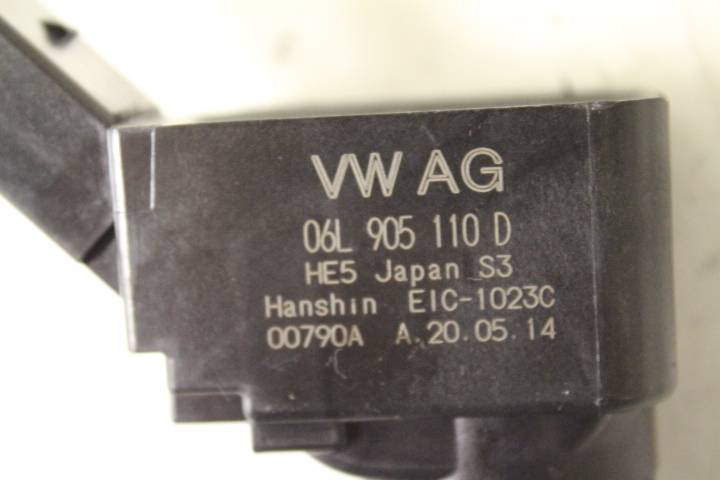 VW AG
06L 905 110 D
HE5 Japan S3
Hanshin EIC-1023C
00790A A.20.05.14